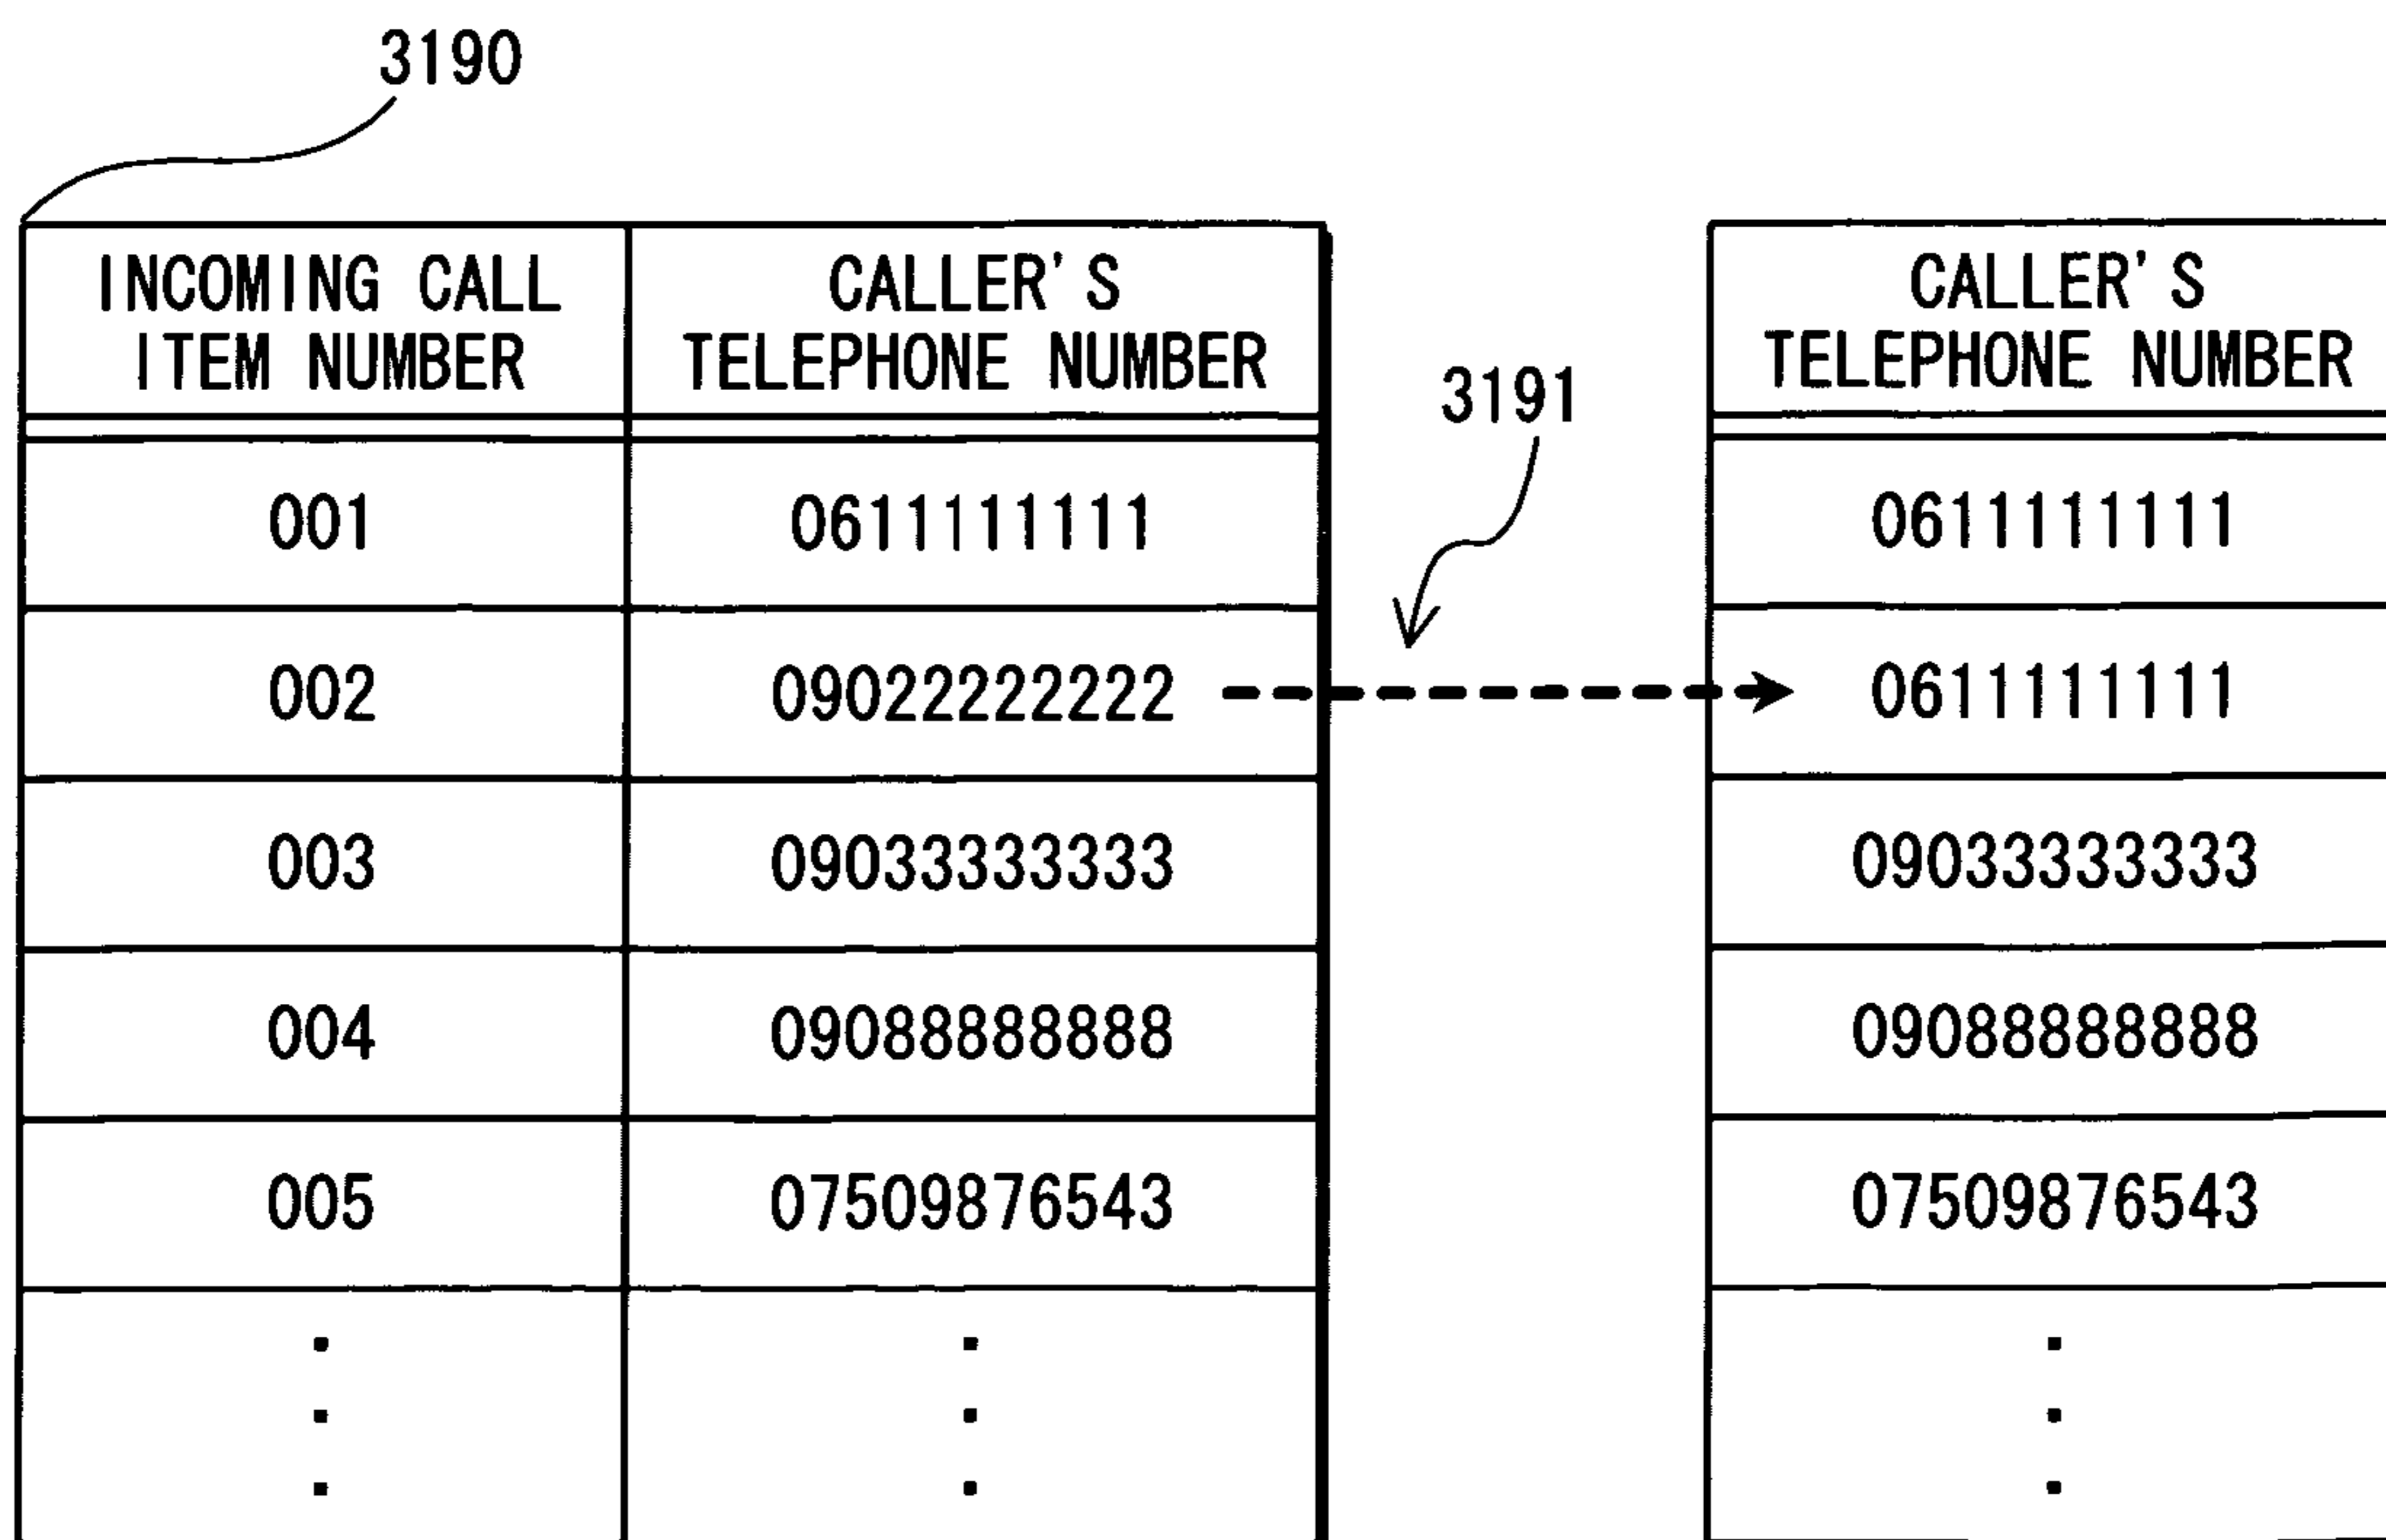 3190
INCOMING CALL
ITEM NUMBER
CALLER'S
TELEPHONE NUMBER
CALLER'S
TELEPHONE NUMBER
3191
001
0611111111
0611111111
002
09022222222
0611111111
003
09033333333
09033333333
004
09088888888
09088888888
005
07509876543
07509876543